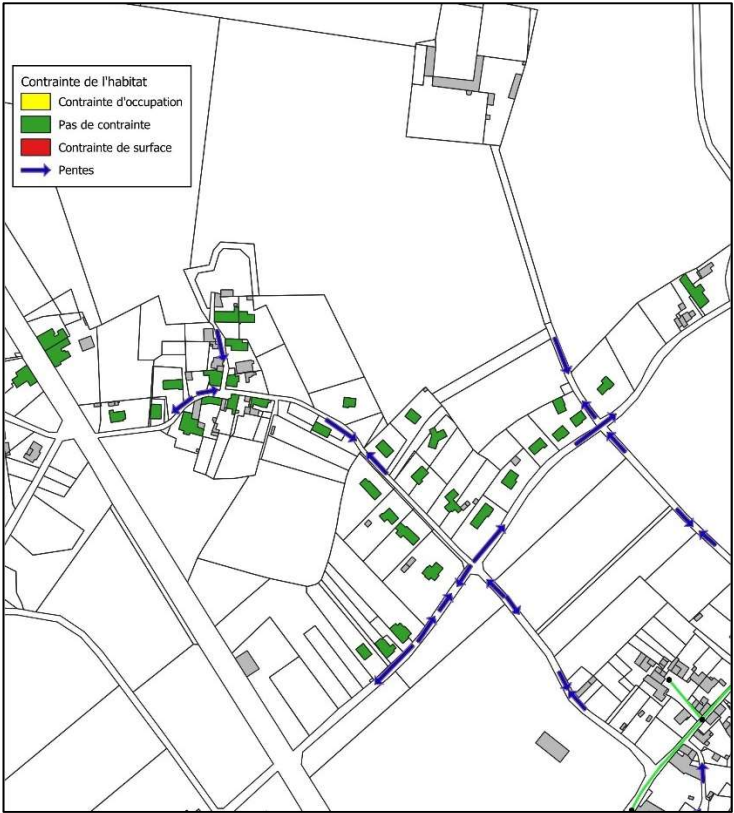 Contrainte de l'habitat
Contrainte d'occupation
Pas de contrainte
Contrainte de surface
Pentes